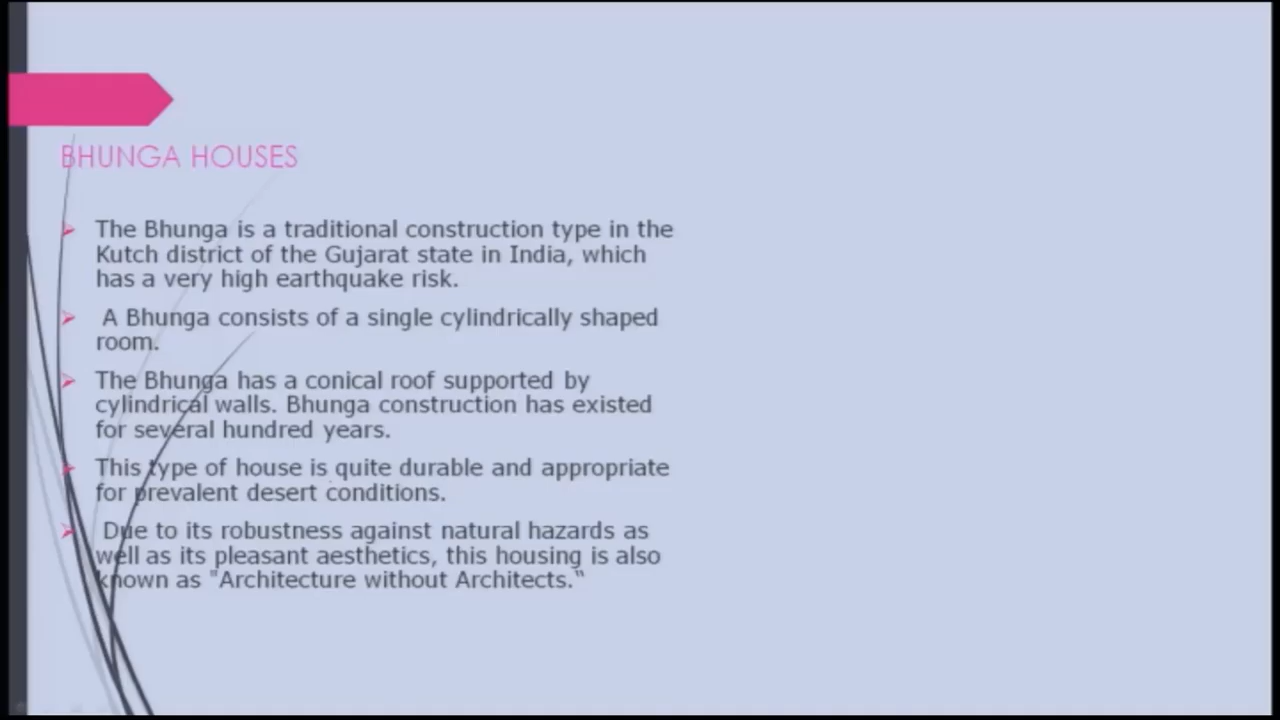 BHUNGA HOUSES
The Bhunga is a traditional construction type in the
Kutch district of the Gujarat state in India, which
has a very high earthquake risk.
A Bhunga consists of a single cylindrically shaped
room.
The Bhunga has a conical roof supported by
cylindrical walls. Bhunga construction has existed
for several hundred years.
This type of house is quite durable and appropriate
for prevalent desert conditions.
Due to its robustness against natural hazards as
well as its pleasant aesthetics, this housing is also
known as "Architecture without Architects.“